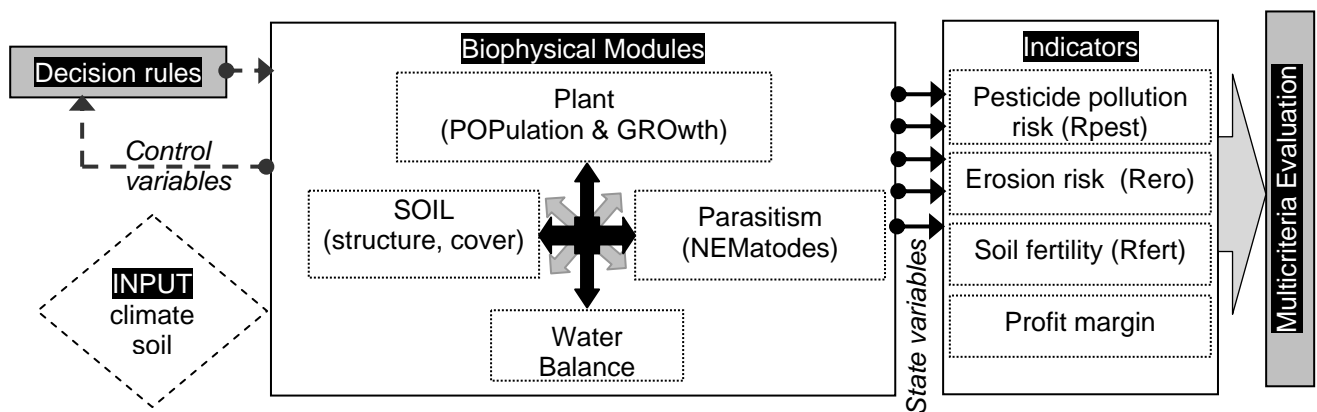 Decision rules
Control
variables
INPUT
climate
soil
Biophysical Modules
Plant
(POPulation & GROwth)
SOIL
(structure, cover)
Parasitism
(NEMatodes)
Water
Balance
State variables
Indicators
Pesticide pollution
risk (Rpest)
Erosion risk (Rero)
Soil fertility (Rfert)
Profit margin
Multicriteria Evaluation